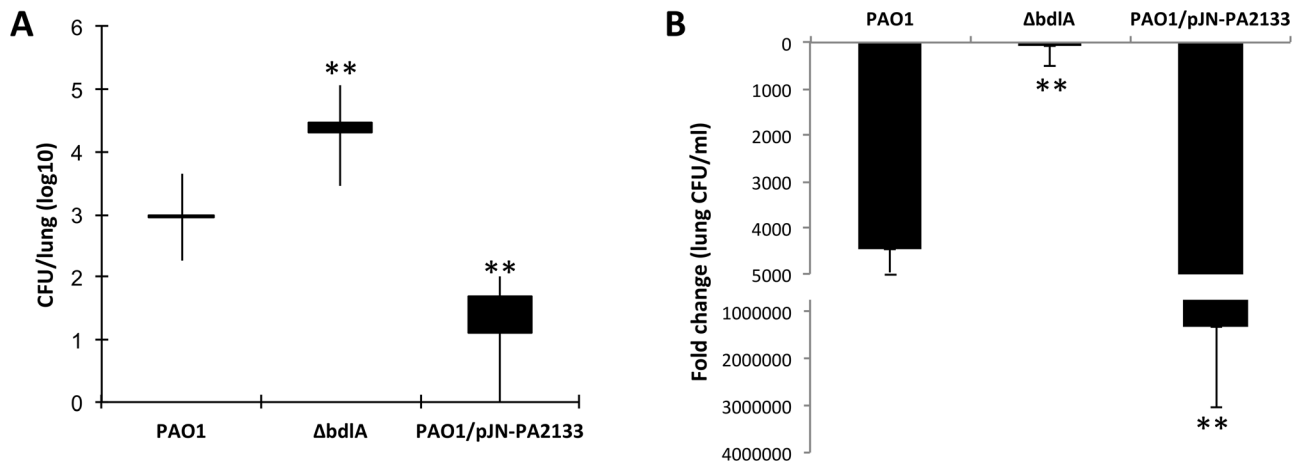 A
CFU/lung (log10)
6
5
4
3
2
1
0
**
**
PAO1
ΔbdlA
PAO1/pJN-PA2133
B
PAO1
ΔbdlA
PAO1/pJN-PA2133
Fold change (lung CFU/ml)
0
1000
2000
3000
4000
5000
1000000
2000000
3000000
4000000
**
**